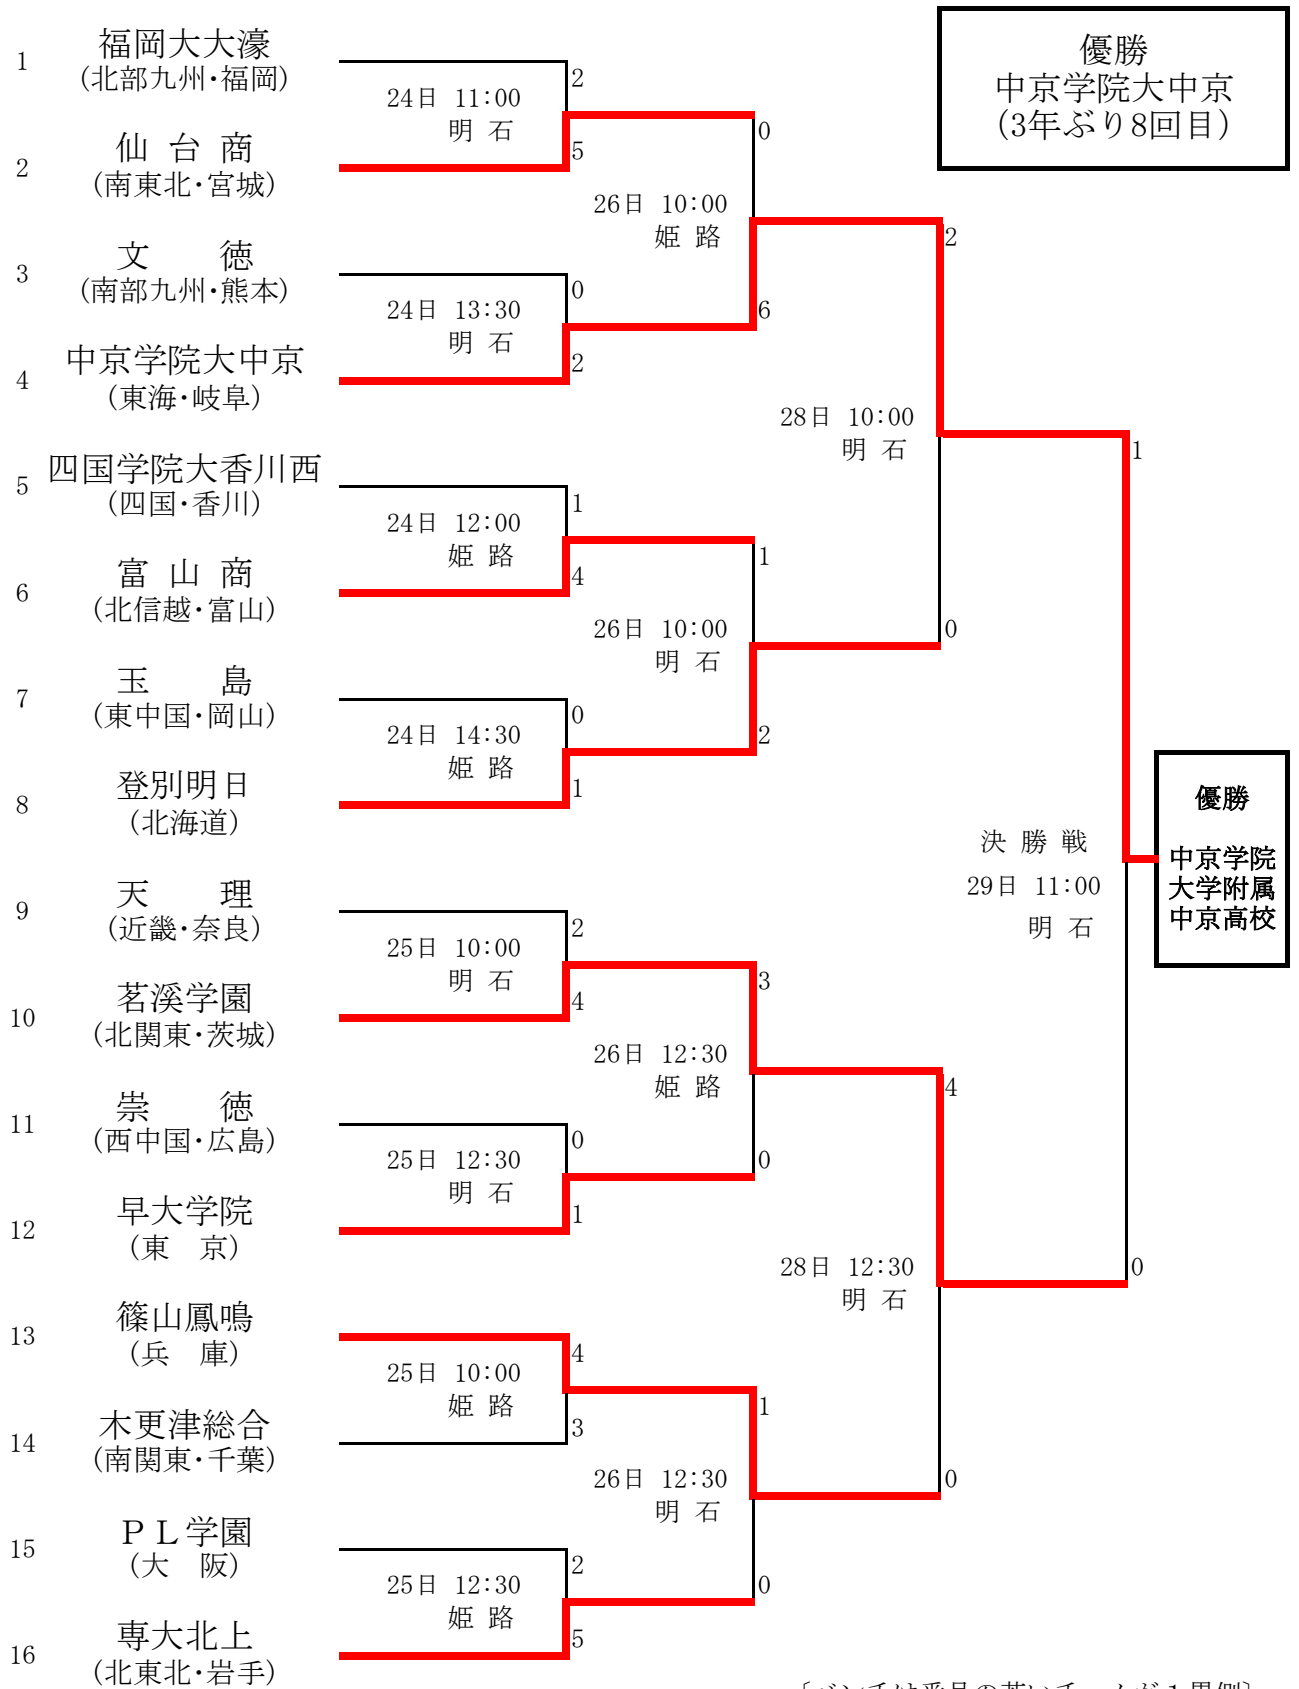 優勝
中京学院大中京
(3年ぶり8回目)
1 福岡大大濠
(北部九州・福岡)
2
24日 11:00
明 石
5
2 仙 台 商
(南東北・宮城)
0
26日 10:00
姫 路
6
3 文 徳
(南部九州・熊本)
0
24日 13:30
明 石
2
4 中京学院大中京
(東海・岐阜)
2
28日 10:00
明 石
0
5 四国学院大香川西
(四国・香川)
1
24日 12:00
姫 路
4
6 富 山 商
(北信越・富山)
1
26日 10:00
明 石
2
7 玉 島
(東中国・岡山)
0
24日 14:30
姫 路
1
8 登別明日
(北海道)
1
決 勝 戦
29日 11:00
明 石
0
優勝
中京学院
大学附属
中京高校
9 天 理
(近畿・奈良)
2
25日 10:00
明 石
4
10 茗溪学園
(北関東・茨城)
3
26日 12:30
姫 路
0
11 崇 徳
(西中国・広島)
0
25日 12:30
明 石
1
12 早大学院
(東 京)
4
28日 12:30
明 石
0
13 篠山鳳鳴
(兵 庫)
4
25日 10:00
姫 路
3
14 木更津総合
(南関東・千葉)
1
26日 12:30
明 石
0
15 ＰＬ学園
(大 阪)
2
25日 12:30
姫 路
5
16 専大北上
(北東北・岩手)